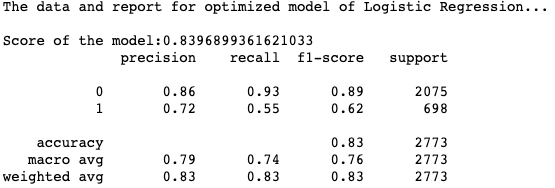 The data and report for optimized model of Logistic Regression...
Score of the model:0.8396899361621033
precision recall f1-score support
0 0.86 0.93 0.89 2075
1 0.72 0.55 0.62 698
accuracy 0.83 2773
macro avg 0.79 0.74 0.76 2773
weighted avg 0.83 0.83 0.83 2773